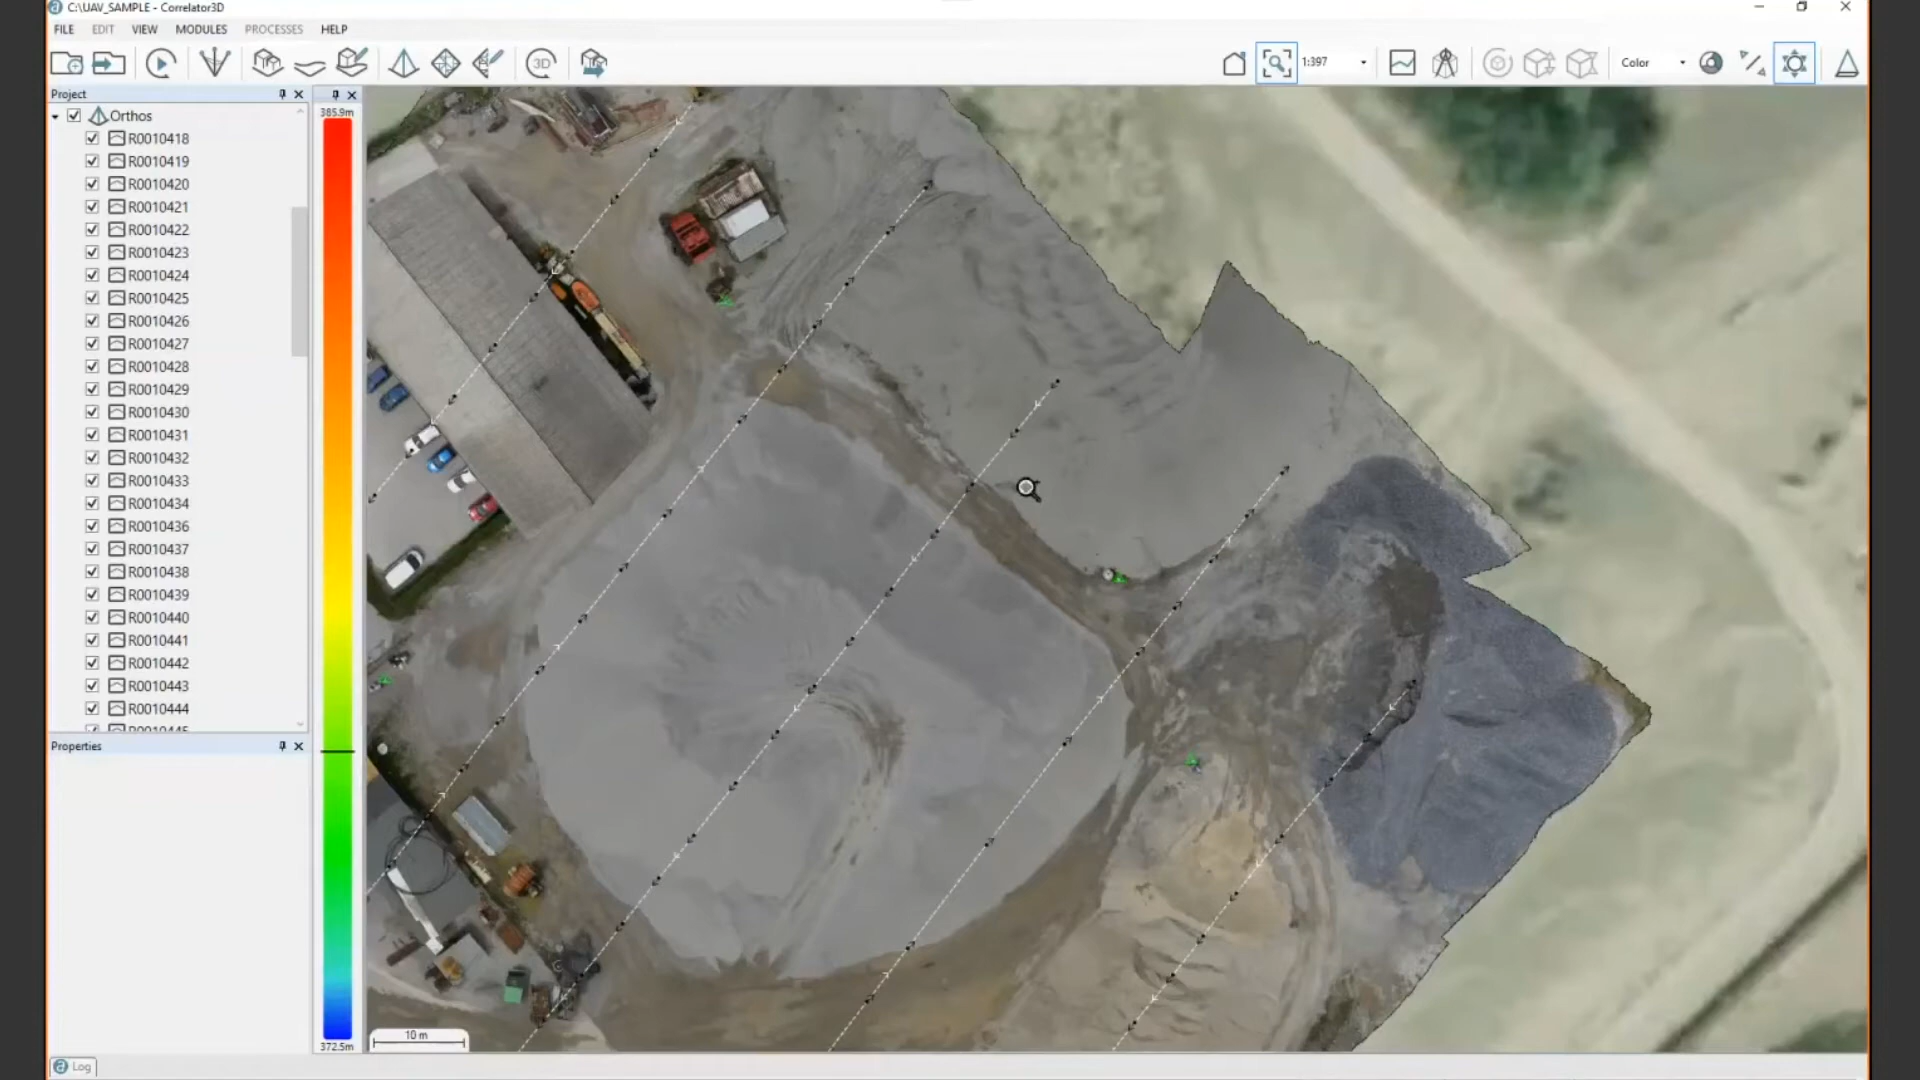 C:\UAV_SAMPLE - Correlator3D
FILE EDIT VIEW MODULES PROCESSES HELP
3D
1:397
Color
Project
Orthos
R0010418
R0010419
R0010420
R0010421
R0010422
R0010423
R0010424
R0010425
R0010426
R0010427
R0010428
R0010429
R0010430
R0010431
R0010432
R0010433
R0010434
R0010436
R0010437
R0010438
R0010439
R0010440
R0010441
R0010442
R0010443
R0010444
R0010445
Properties
385.9m
372.5m
10 m
Log